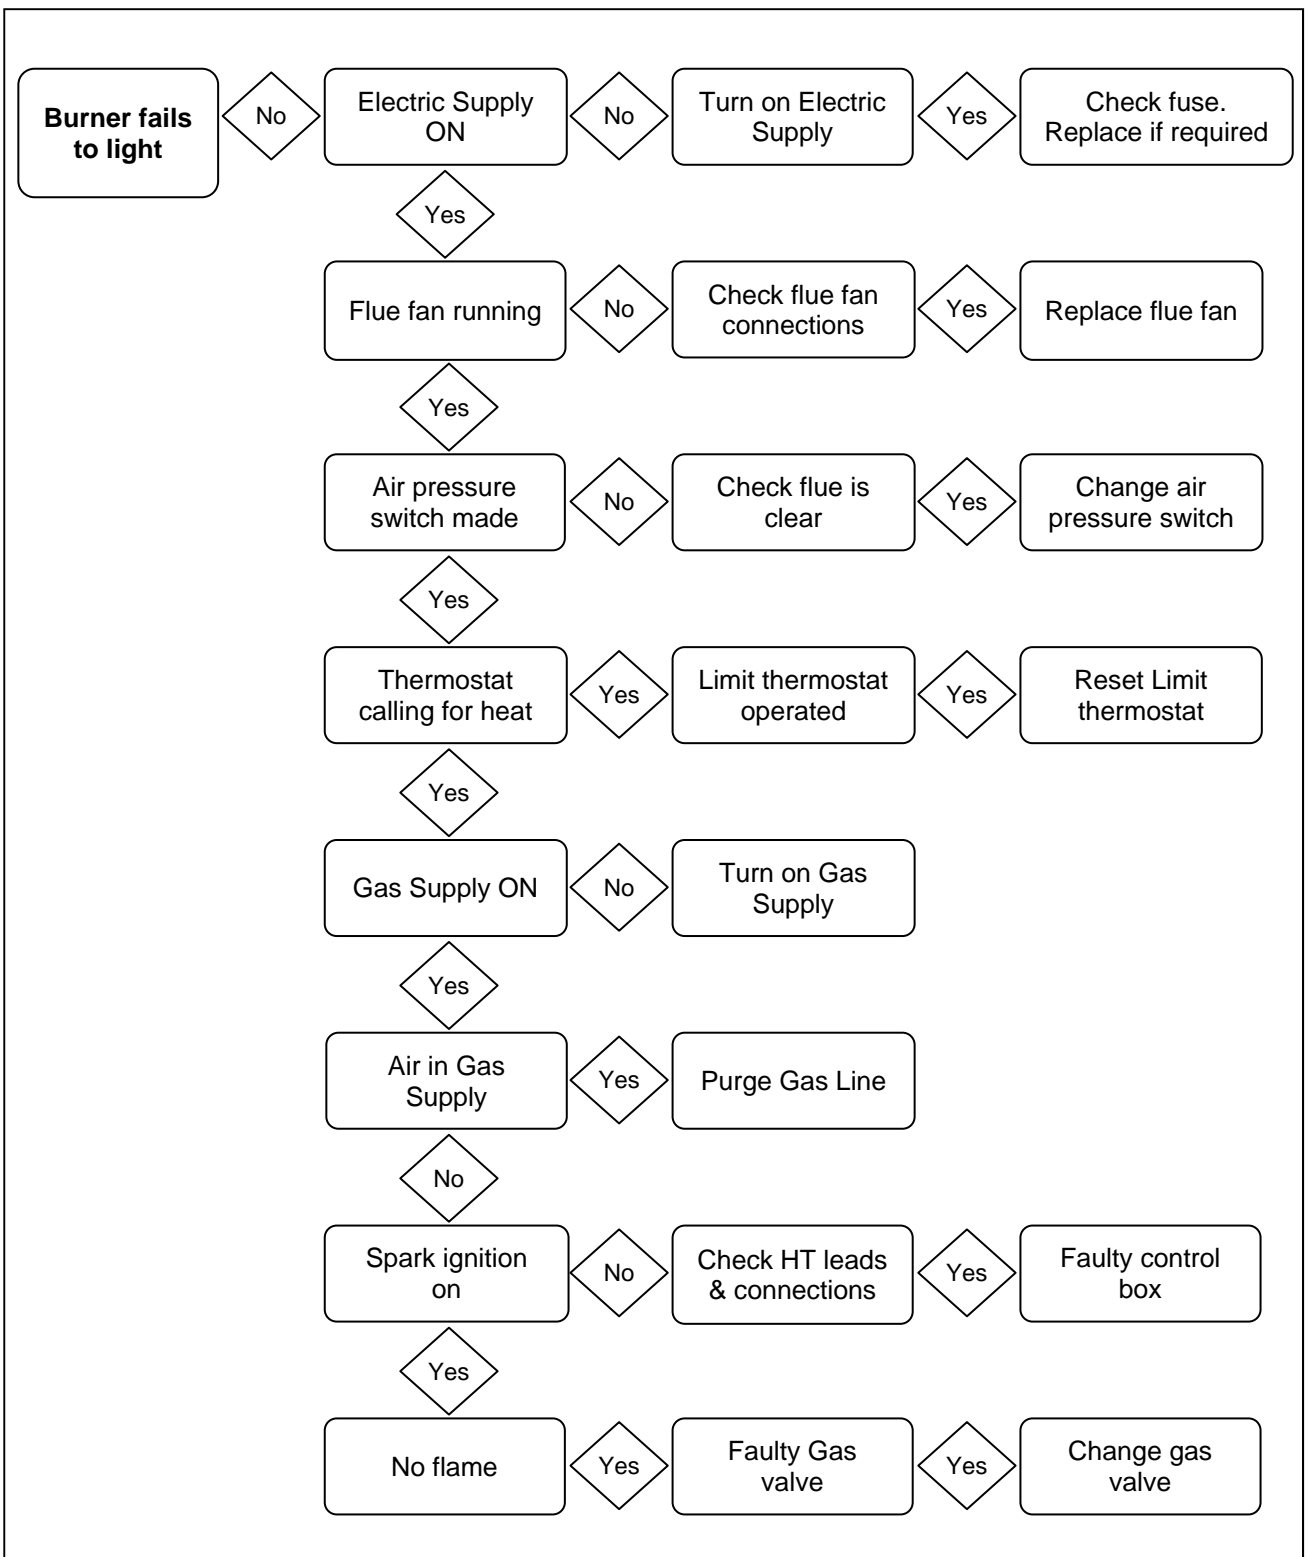 Burner fails
to light
No
Electric Supply
ON
No
Turn on Electric
Supply
Yes
Check fuse.
Replace if required
Yes
Flue fan running
No
Check flue fan
connections
Yes
Replace flue fan
Yes
Air pressure
switch made
No
Check flue is
clear
Yes
Change air
pressure switch
Yes
Thermostat
calling for heat
Yes
Limit thermostat
operated
Yes
Reset Limit
thermostat
Yes
Gas Supply ON
No
Turn on Gas
Supply
Yes
Air in Gas
Supply
Yes
Purge Gas Line
No
Spark ignition
on
No
Check HT leads
& connections
Yes
Faulty control
box
Yes
No flame
Yes
Faulty Gas
valve
Yes
Change gas
valve